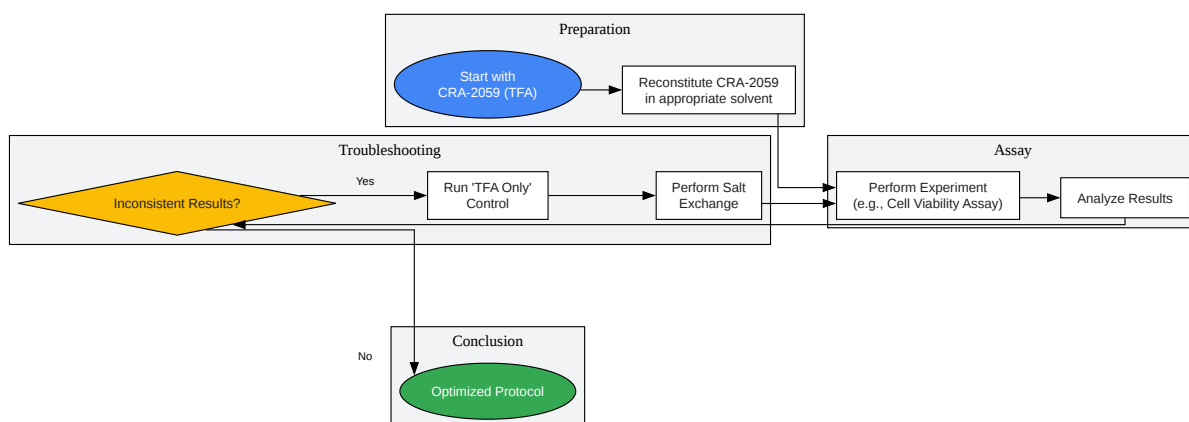 Preparation
Start with
CRA-2059 (TFA)
Reconstitute CRA-2059
in appropriate solvent
Troubleshooting
Inconsistent Results?
Yes
Run 'TFA Only'
Control
Perform Salt
Exchange
Assay
Perform Experiment
(e.g., Cell Viability Assay)
Analyze Results
No
Conclusion
Optimized Protocol